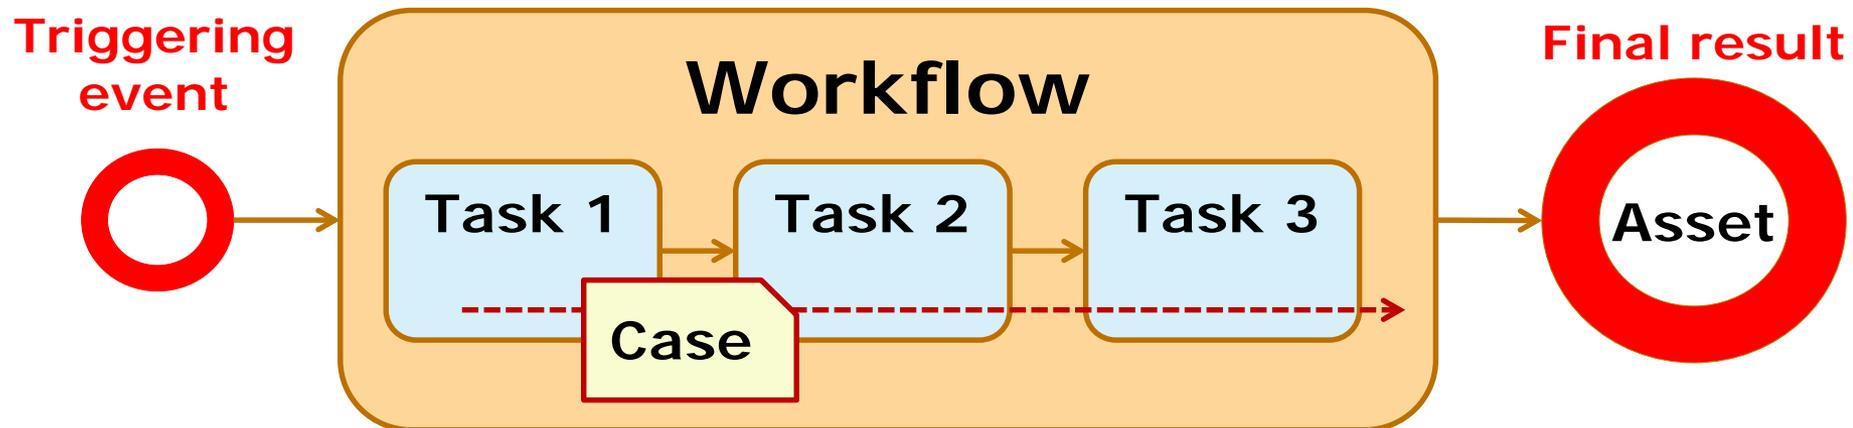 Triggering
event
Workflow
Task 1
Task 2
Task 3
Case
Final result
Asset